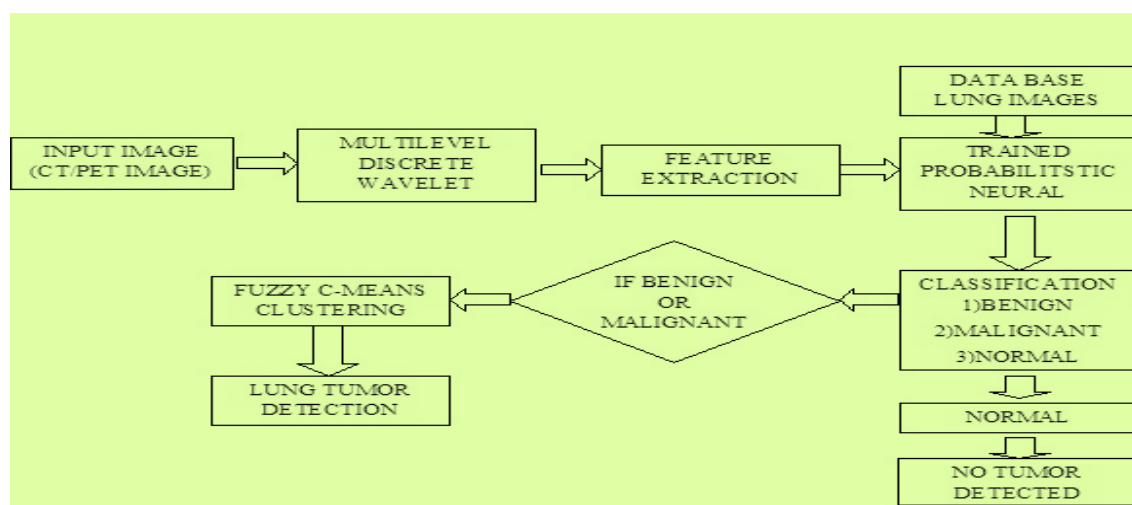 INPUT IMAGE
(CT/PET IMAGE)
MULTILEVEL
DISCRETE
WAVELET
FEATURE
EXTRACTION
DATA BASE
LUNG IMAGES
TRAINED
PROBABILITSTIC
NEURAL
CLASSIFICATION
1)BENIGN
2)MALIGNANT
3)NORMAL
IF BENIGN
OR
MALIGNANT
FUZZY C-MEANS
CLUSTERING
LUNG TUMOR
DETECTION
NORMAL
NO TUMOR
DETECTED